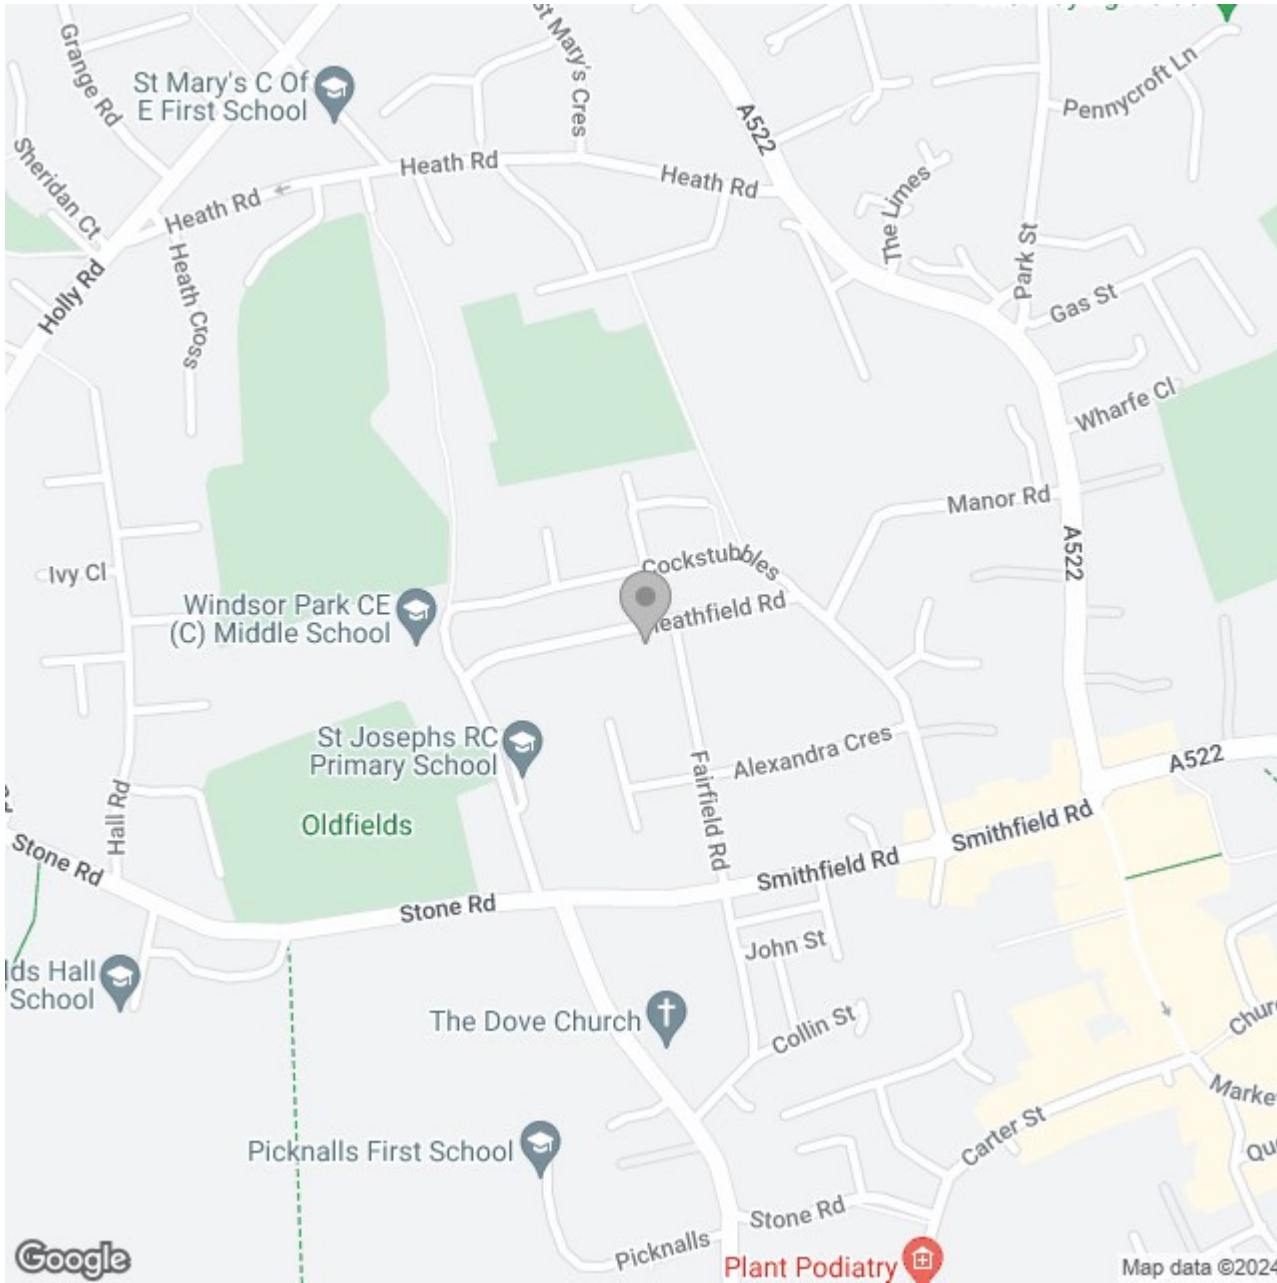 Grange Rd
St Mary's C Of
E First School
St Mary's Cres
A522
Pennycroft Ln
Sheridan Ct
Heath Rd
Heath Rd
Heath Rd
The Limes
Park St
Holly Rd
Heath Cross
Gas St
Wharfe Cl
Manor Rd
A522
Ivy Cl
Cockstubbles
Windsor Park CE
(C) Middle School
Heathfield Rd
St Josephs RC
Primary School
Fairfield Rd
Alexandra Cres
A522
Hall Rd
Oldfields
Smithfield Rd
Smithfield Rd
Stone Rd
Stone Rd
John St
lds Hall
School
The Dove Church
Collin St
Carter St
Picknalls First School
Stone Rd
Picknalls
Plant Podiatry
Google
Map data ©2024